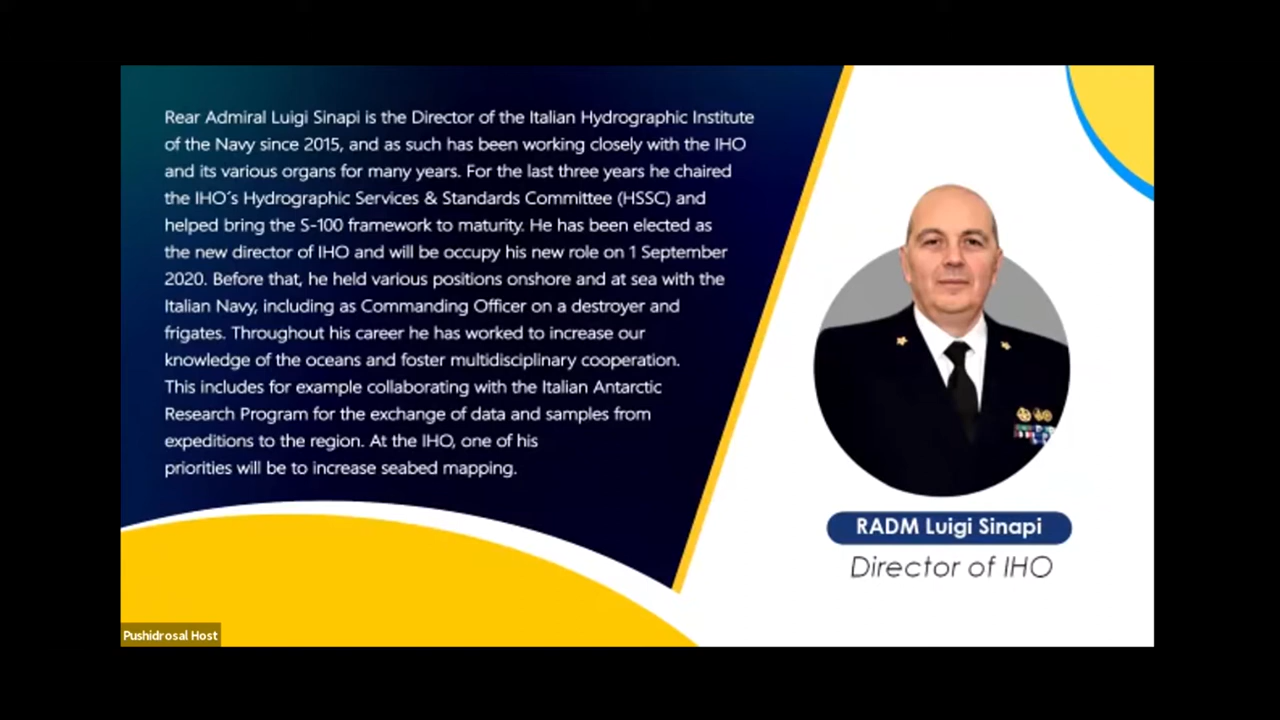 Rear Admiral Luigi Sinapi is the Director of the Italian Hydrographic Institute
of the Navy since 2015, and as such has been working closely with the IHO
and its various organs for many years. For the last three years he chaired
the IHO´s Hydrographic Services & Standards Committee (HSSC) and
helped bring the S-100 framework to maturity. He has been elected as
the new director of IHO and will be occupy his new role on 1 September
2020. Before that, he held various positions onshore and at sea with the
Italian Navy, including as Commanding Officer on a destroyer and
frigates. Throughout his career he has worked to increase our
knowledge of the oceans and foster multidisciplinary cooperation.
This includes for example collaborating with the Italian Antarctic
Research Program for the exchange of data and samples from
expeditions to the region. At the IHO, one of his
priorities will be to increase seabed mapping.
RADM Luigi Sinapi
Director of IHO
Pushidrosal Host